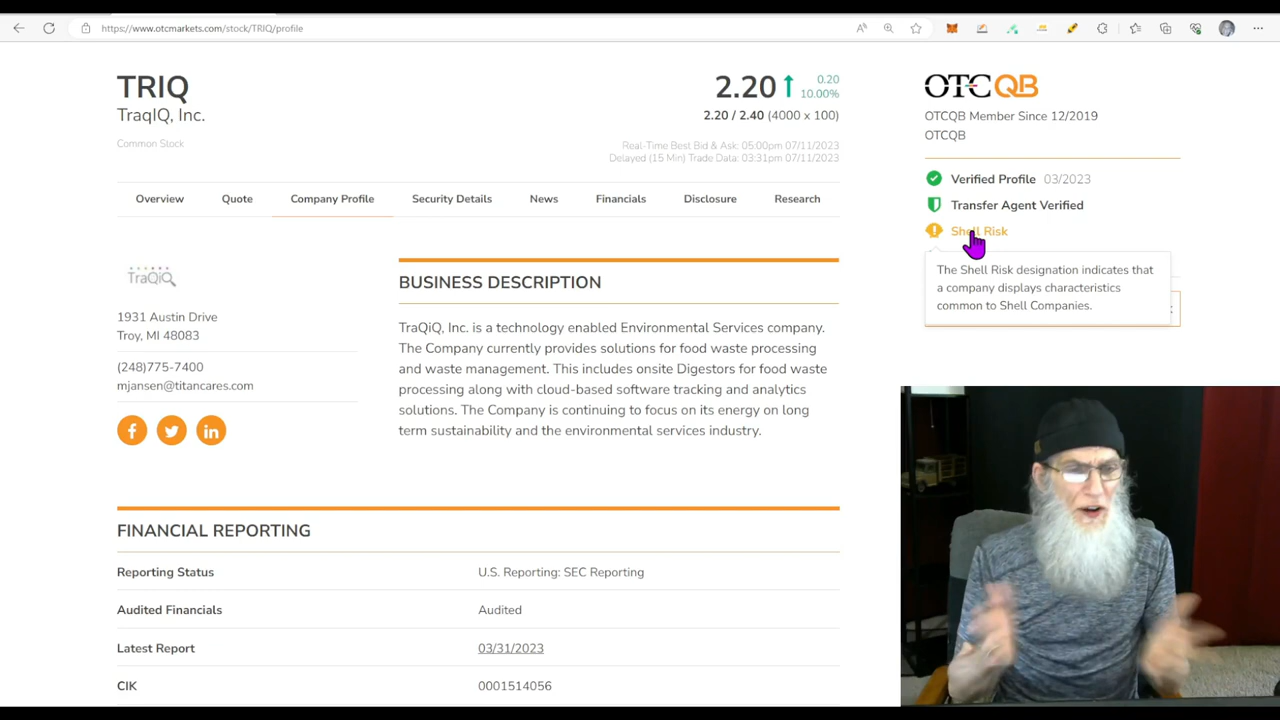 https://www.otcmarkets.com/stock/TRIQ/profile
TRIQ
TraqIQ, Inc.
Common Stock
2.20
0.20
10.00%
2.20 / 2.40 (4000 x 100)
Real-Time Best Bid & Ask: 05:00pm 07/11/2023
Delayed (15 Min) Trade Data: 03:31pm 07/11/2023
OTCQB
OTCQB Member Since 12/2019
OTCQB
Verified Profile 03/2023
Transfer Agent Verified
Shell Risk
The Shell Risk designation indicates that
a company displays characteristics
common to Shell Companies.
Overview
Quote
Company Profile
Security Details
News
Financials
Disclosure
Research
TraQiQ
1931 Austin Drive
Troy, MI 48083
(248)775-7400
mjansen@titancares.com
BUSINESS DESCRIPTION
TraQiQ, Inc. is a technology enabled Environmental Services company.
The Company currently provides solutions for food waste processing
and waste management. This includes onsite Digestors for food waste
processing along with cloud-based software tracking and analytics
solutions. The Company is continuing to focus on its energy on long
term sustainability and the environmental services industry.
FINANCIAL REPORTING
Reporting Status
U.S. Reporting: SEC Reporting
Audited Financials
Audited
Latest Report
03/31/2023
CIK
0001514056